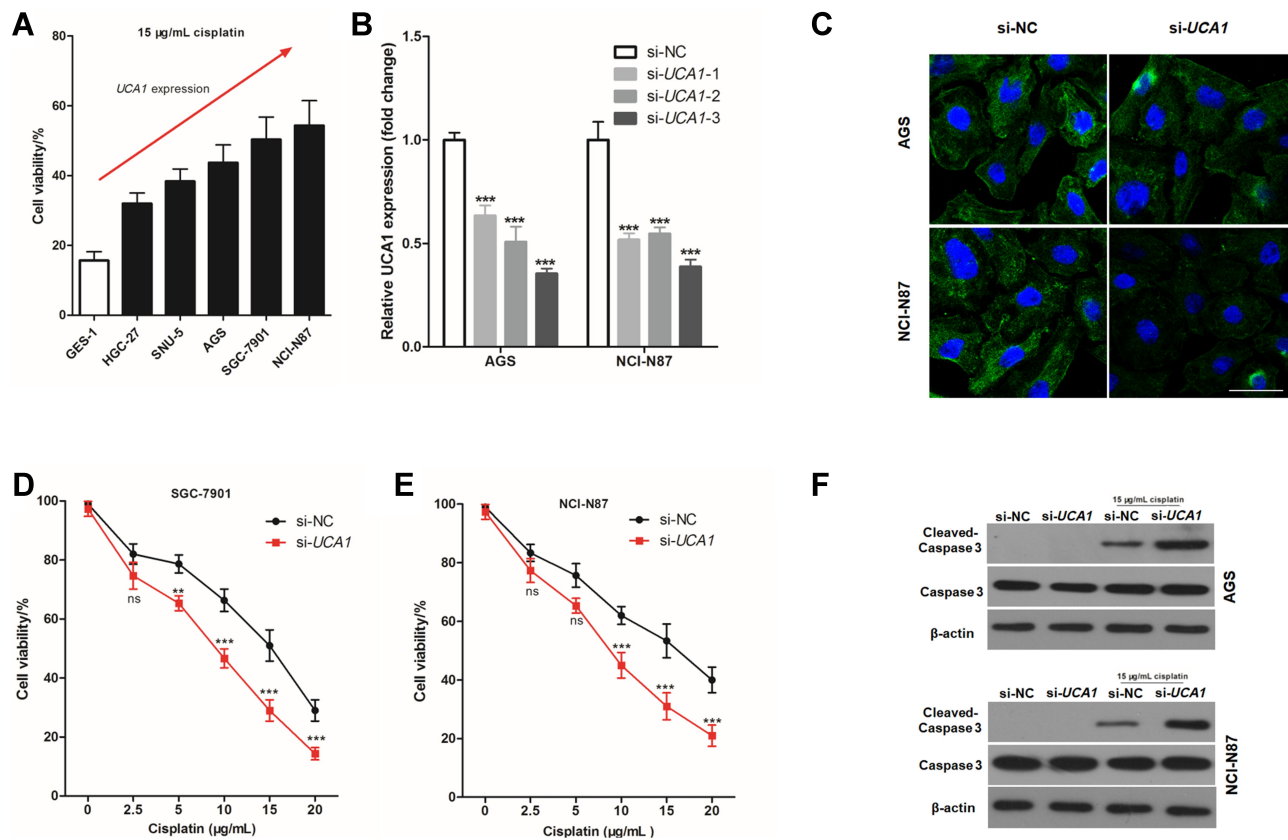 A
15 µg/mL cisplatin
UCA1 expression
Cell viability/%
80
60
40
20
0
GES-1
HGC-27
SNU-5
AGS
SGC-7901
NCI-N87
B
si-NC
si-UCA1-1
si-UCA1-2
si-UCA1-3
Relative UCA1 expression (fold change)
1.5
1.0
0.5
0.0
***
***
***
***
***
***
AGS
NCI-N87
C
si-NC
si-UCA1
AGS
NCI-N87
D
SGC-7901
si-NC
si-UCA1
Cell viability/%
100
80
60
40
20
0
ns
**
***
***
***
0
2.5
5
10
15
20
Cisplatin (µg/mL)
E
NCI-N87
si-NC
si-UCA1
Cell viability/%
100
80
60
40
20
0
ns
ns
***
***
***
0
2.5
5
10
15
20
Cisplatin (µg/mL )
F
15 µg/mL cisplatin
si-NC si-UCA1 si-NC si-UCA1
Cleaved-
Caspase 3
Caspase 3
β-actin
AGS
15 µg/mL cisplatin
si-NC si-UCA1 si-NC si-UCA1
Cleaved-
Caspase 3
Caspase 3
β-actin
NCI-N87